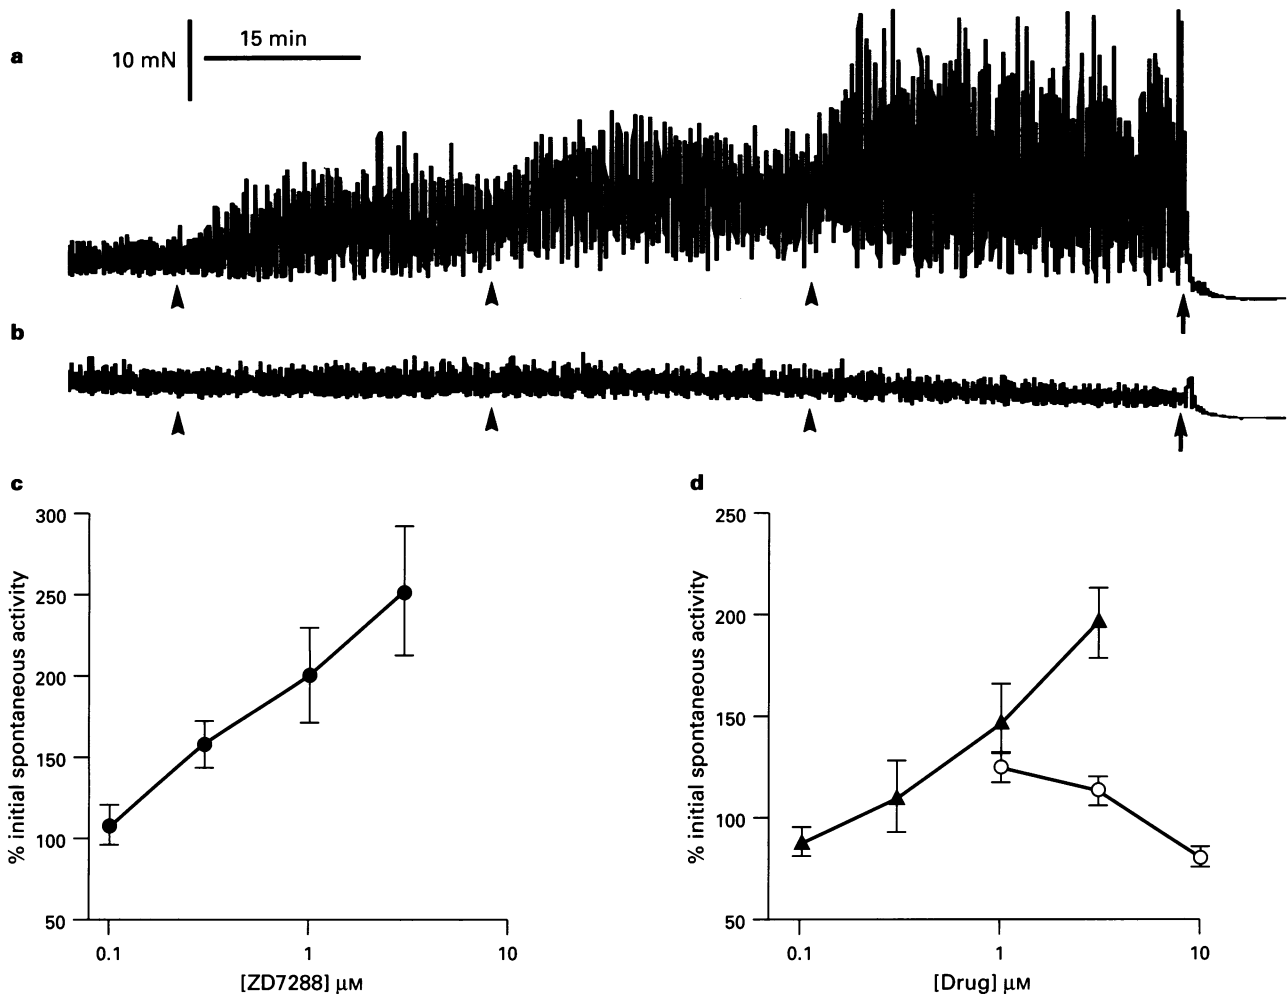 a
10 mN
15 min
b
c
% initial spontaneous activity
300
250
200
150
100
50
0.1
1
10
[ZD7288] μM
d
% initial spontaneous activity
250
200
150
100
50
0.1
1
10
[Drug] μM